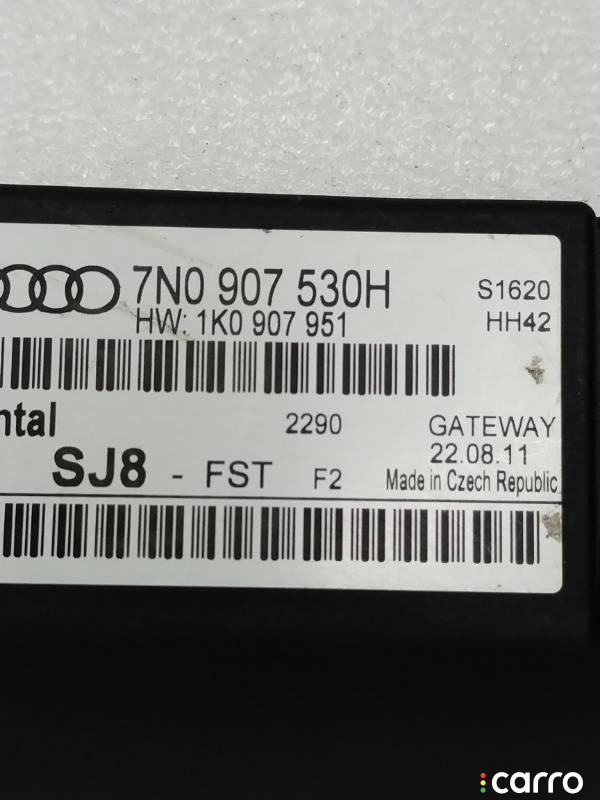 7N0 907 530H
S1620
HW: 1K0 907 951
HH42
ntal
2290
GATEWAY
22.08.11
SJ8 - FST F2
Made in Czech Republic
carro